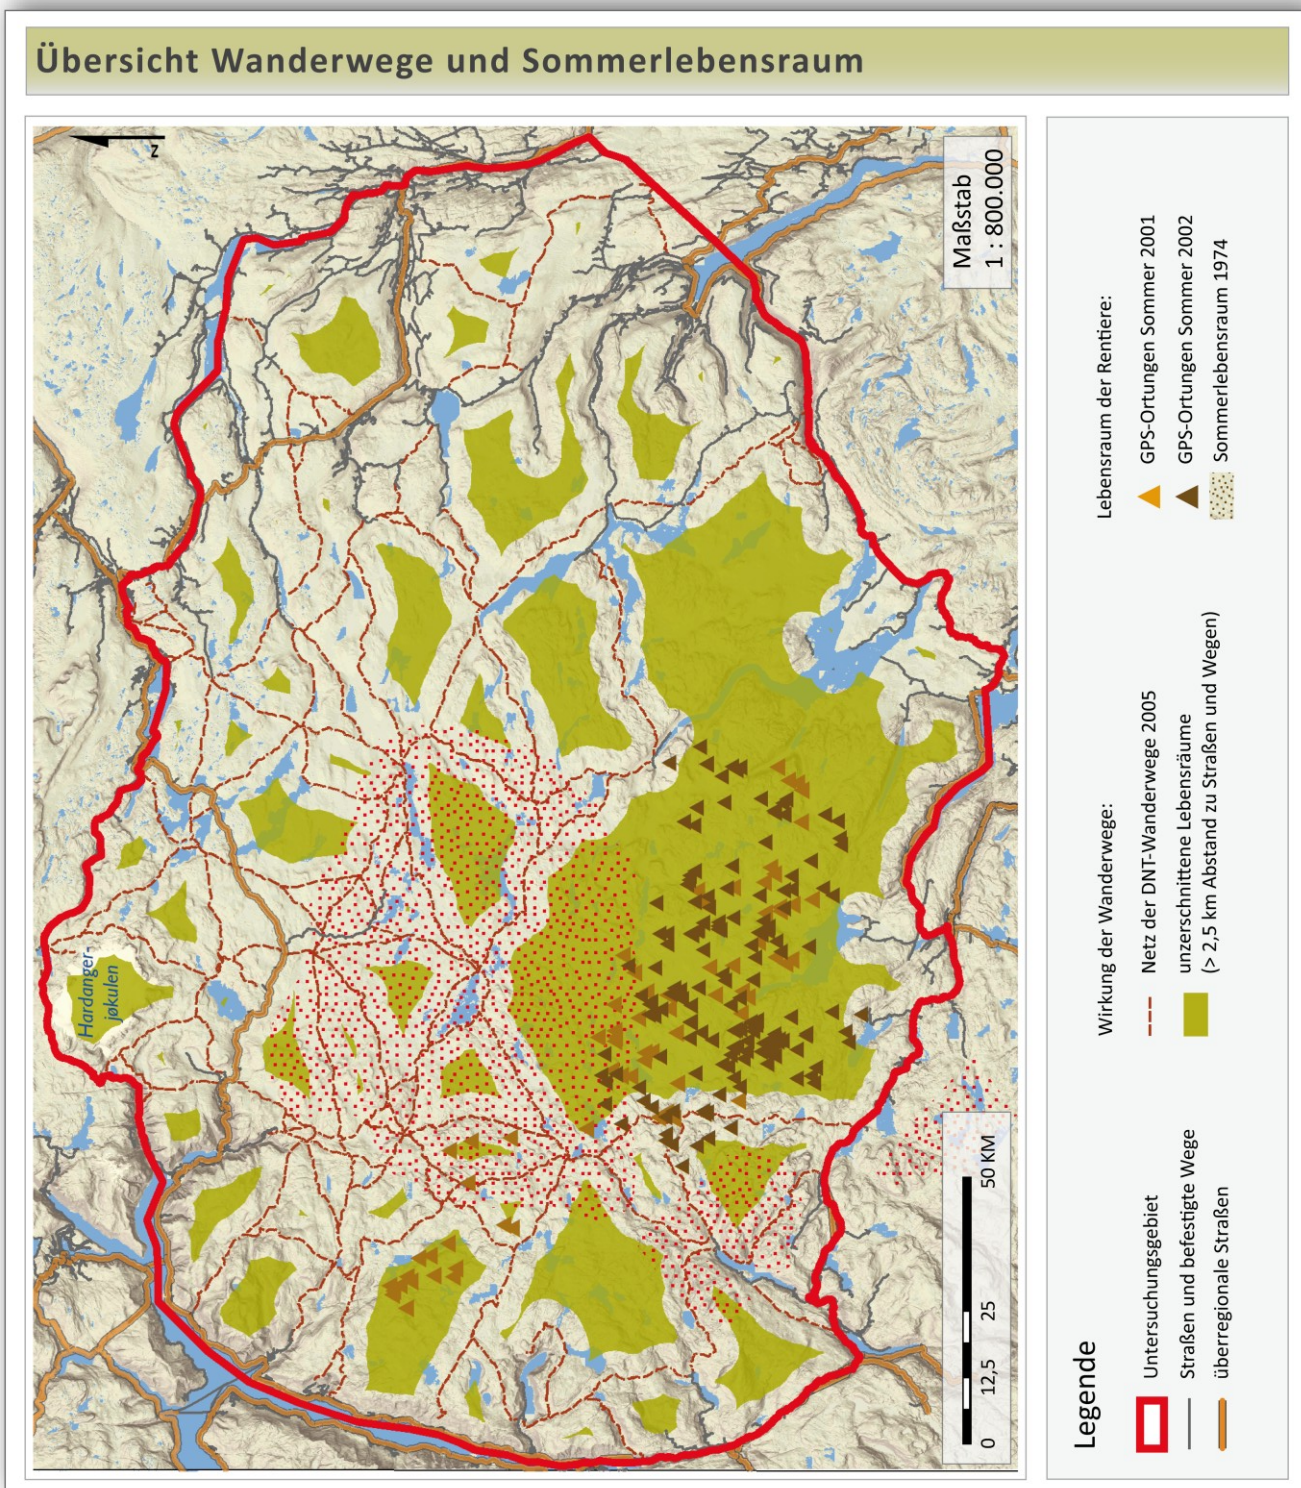 Übersicht Wanderwege und Sommerlebensraum
N
Hardanger-
jøkulen
Maßstab
1 : 800.000
0 12,5 25 50 KM
Legende
Untersuchungsgebiet
Straßen und befestigte Wege
überregionale Straßen
Wirkung der Wanderwege:
Netz der DNT-Wanderwege 2005
unzerschnittene Lebensräume
(> 2,5 km Abstand zu Straßen und Wegen)
Lebensraum der Rentiere:
GPS-Ortungen Sommer 2001
GPS-Ortungen Sommer 2002
Sommerlebensraum 1974